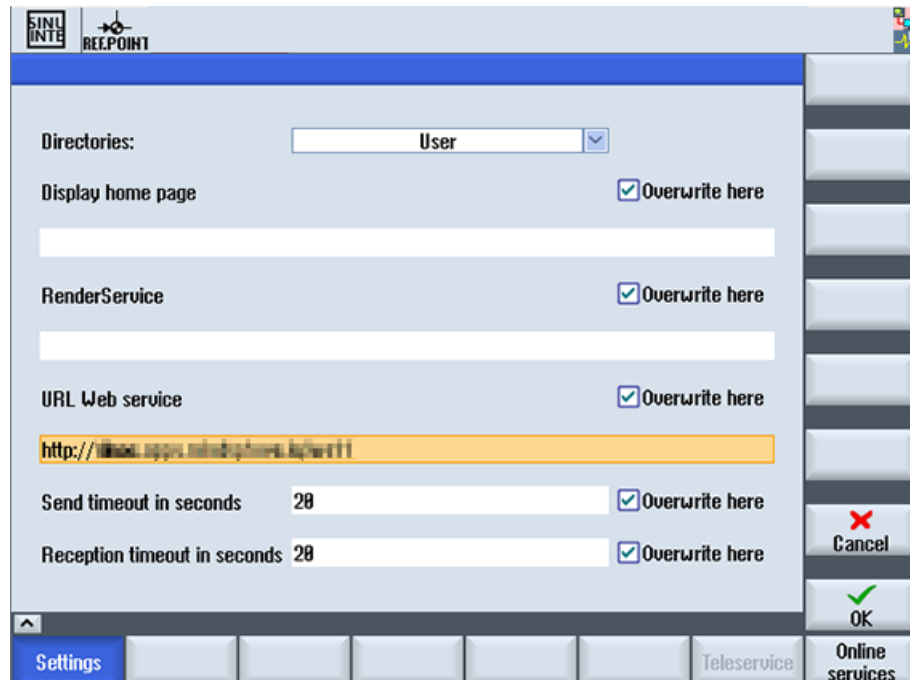 SINU
INTE
REF.POINT
Directories: User
Display home page Overwrite here
RenderService Overwrite here
URL Web service Overwrite here
http://
Send timeout in seconds 20 Overwrite here
Reception timeout in seconds 20 Overwrite here
Cancel
OK
Settings Teleservice Online
services